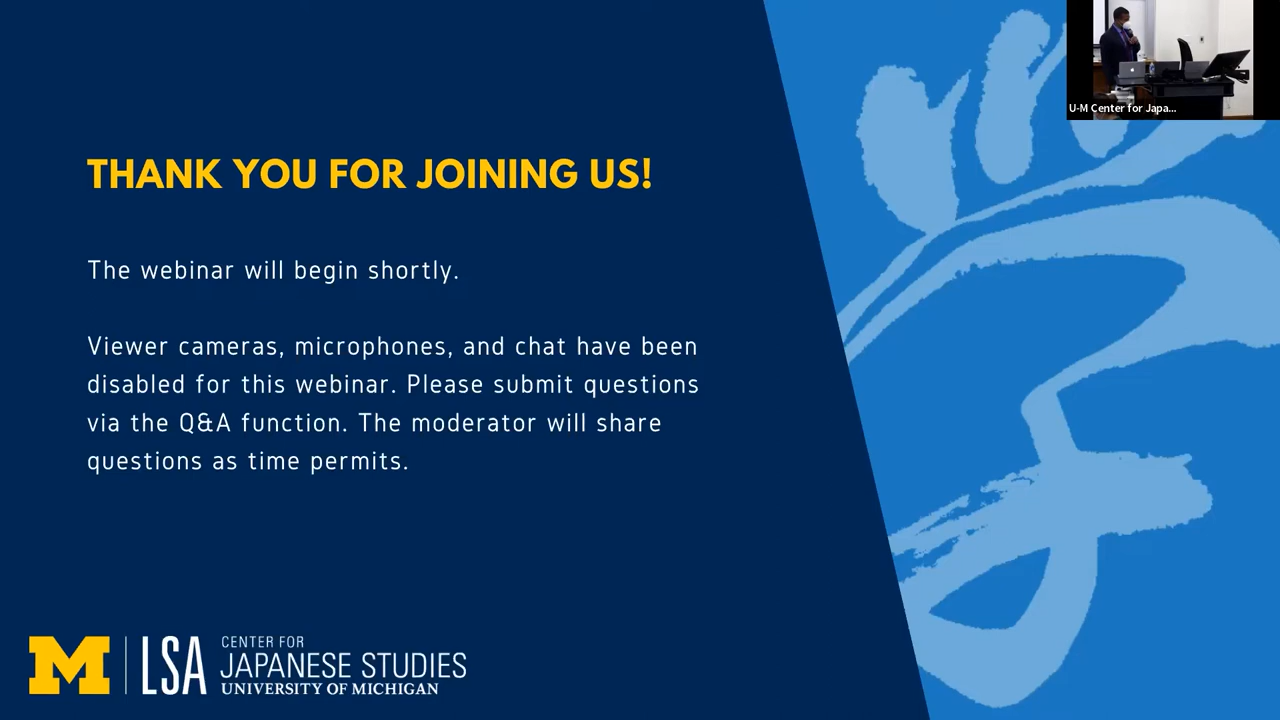 U-M Center for Japa...
THANK YOU FOR JOINING US!
The webinar will begin shortly.
Viewer cameras, microphones, and chat have been
disabled for this webinar. Please submit questions
via the Q&A function. The moderator will share
questions as time permits.
学
M | LSA
CENTER FOR
JAPANESE STUDIES
UNIVERSITY OF MICHIGAN